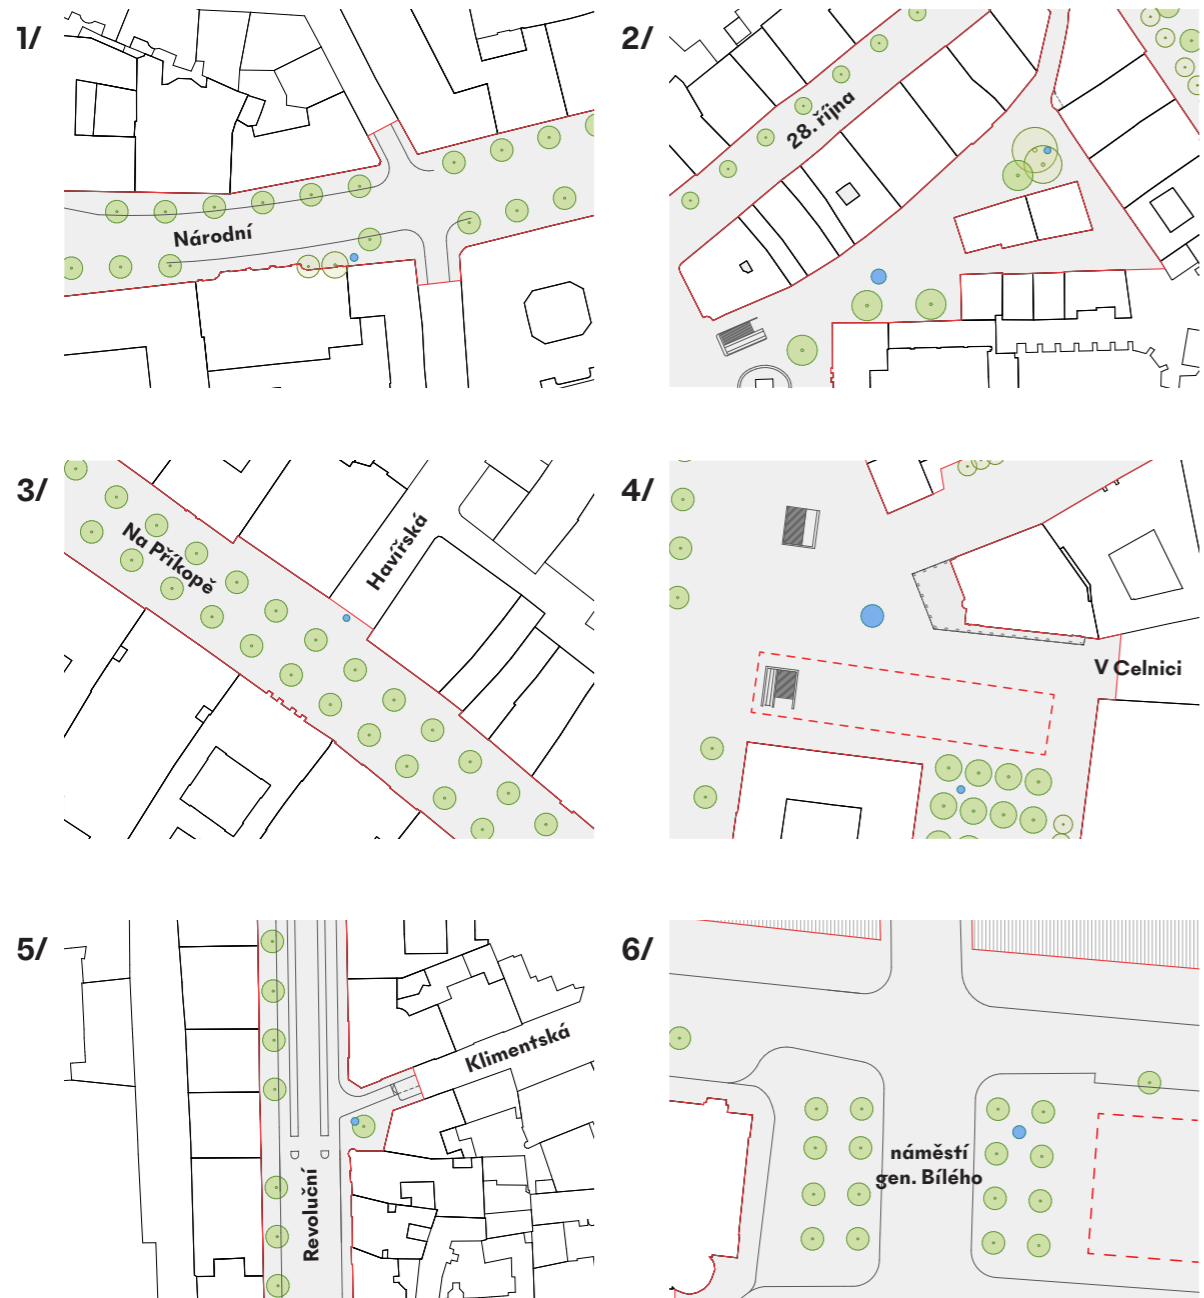 1/
Národní
2/
28. října
3/
Na Příkopě
Havířská
4/
V Celnici
5/
Klimentská
Revoluční
6/
náměstí
gen. Bílého